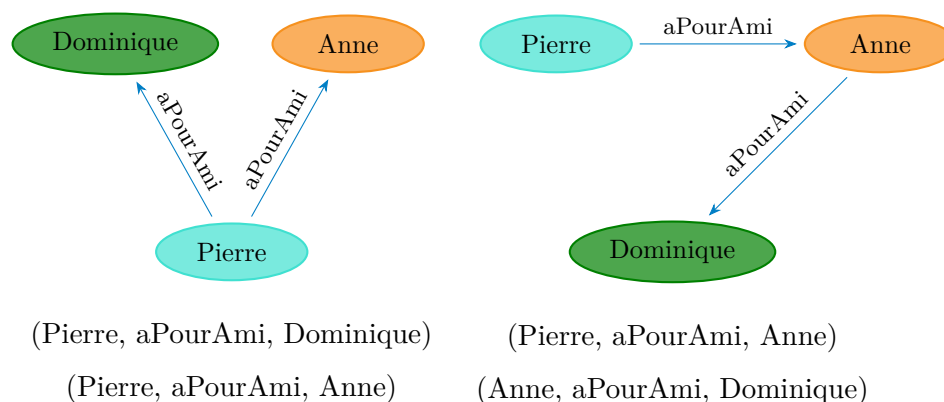 Dominique
Anne
aPourAmi
aPourAmi
Pierre
(Pierre, aPourAmi, Dominique)
(Pierre, aPourAmi, Anne)
Pierre
aPourAmi
Anne
aPourAmi
Dominique
(Pierre, aPourAmi, Anne)
(Anne, aPourAmi, Dominique)